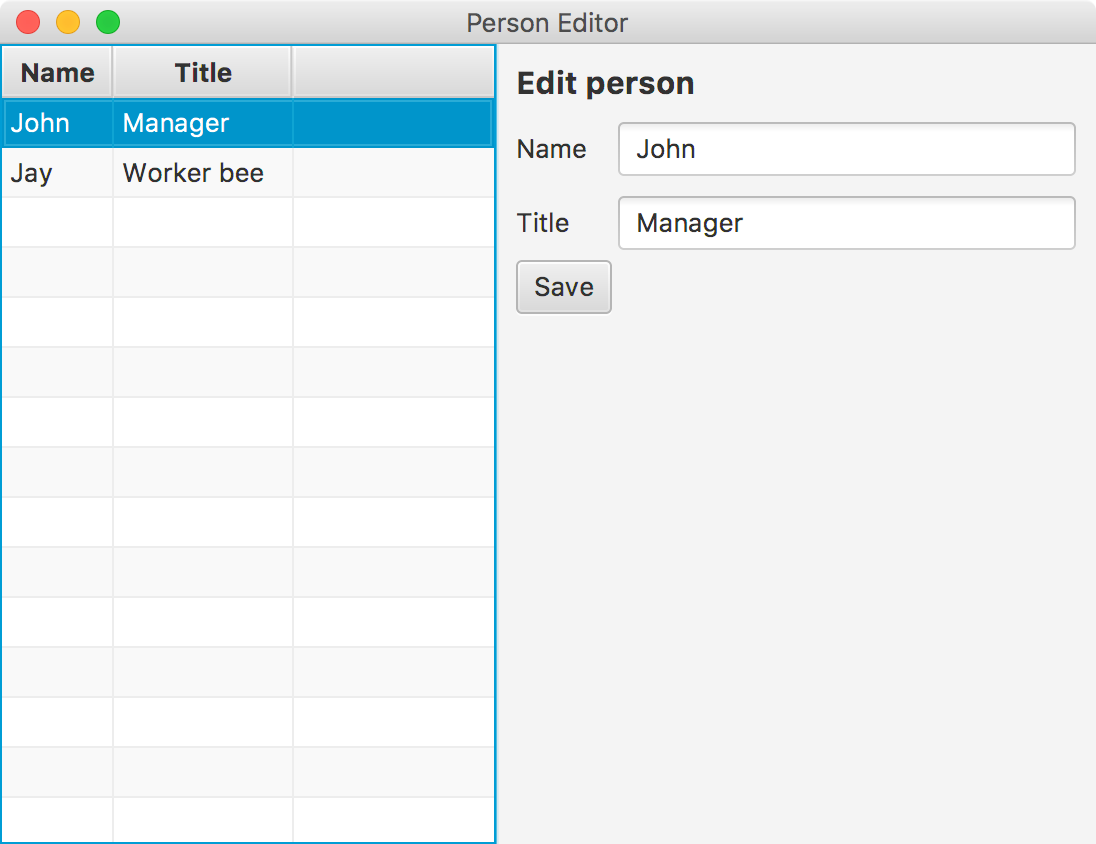 Person Editor
Name Title
John Manager
Jay Worker bee
Edit person
Name John
Title Manager
Save